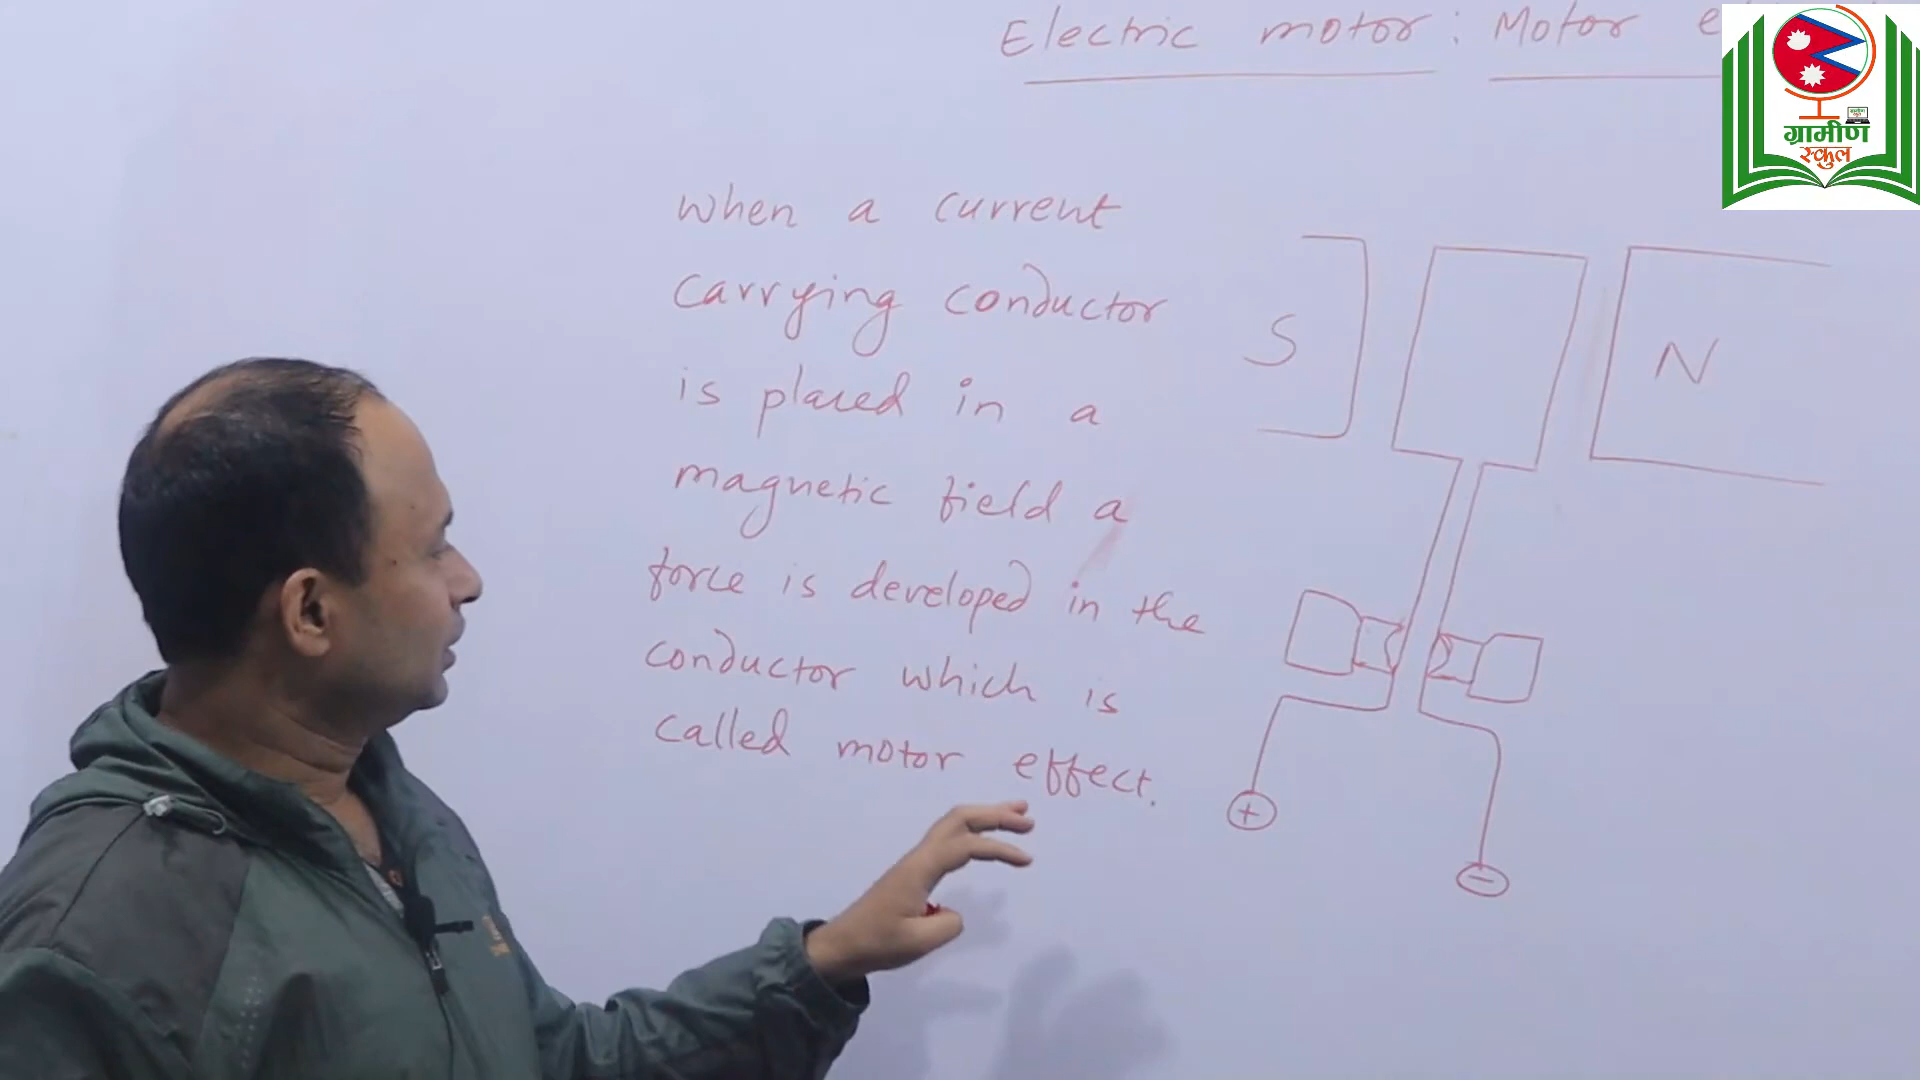 Electric motor : Motor
ग्रामीण
स्कुल
When a current
carrying conductor
is placed in a
magnetic field a
force is developed in the
conductor which is
called motor effect.
S
N
+
-